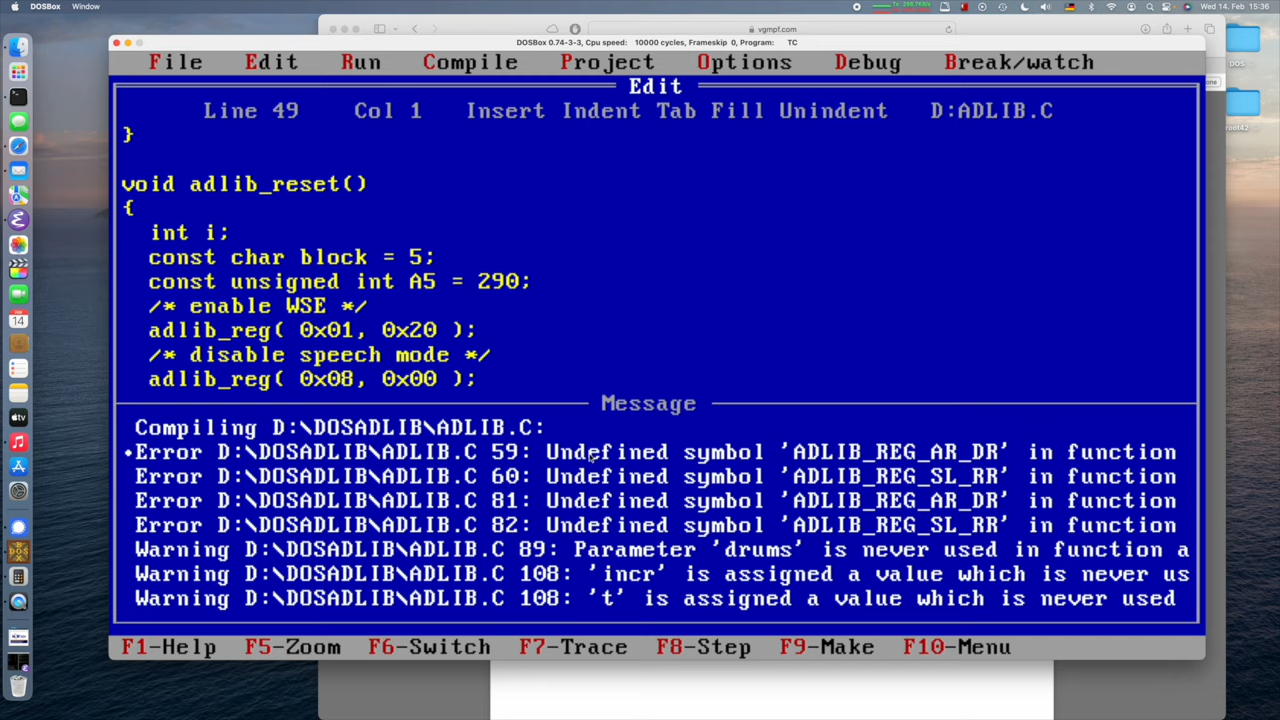 DOSBox Window
Wed 14. Feb 15:36
vgmpf.com
DOSBox 0.74-3-3, Cpu speed: 10000 cycles, Frameskip 0, Program: TC
File Edit Run Compile Project Options Debug Break/watch
Edit
Line 49 Col 1 Insert Indent Tab Fill Unindent D:ADLIB.C
}
void adlib_reset()
{
int i;
const char block = 5;
const unsigned int A5 = 290;
/* enable WSE */
adlib_reg( 0x01, 0x20 );
/* disable speech mode */
adlib_reg( 0x08, 0x00 );
Message
Compiling D:\DOSADLIB\ADLIB.C:
•Error D:\DOSADLIB\ADLIB.C 59: Undefined symbol 'ADLIB_REG_AR_DR' in function
Error D:\DOSADLIB\ADLIB.C 60: Undefined symbol 'ADLIB_REG_SL_RR' in function
Error D:\DOSADLIB\ADLIB.C 81: Undefined symbol 'ADLIB_REG_AR_DR' in function
Error D:\DOSADLIB\ADLIB.C 82: Undefined symbol 'ADLIB_REG_SL_RR' in function
Warning D:\DOSADLIB\ADLIB.C 89: Parameter 'drums' is never used in function a
Warning D:\DOSADLIB\ADLIB.C 108: 'incr' is assigned a value which is never us
Warning D:\DOSADLIB\ADLIB.C 108: 't' is assigned a value which is never used
F1-Help F5-Zoom F6-Switch F7-Trace F8-Step F9-Make F10-Menu
DOS
root42
14
tv